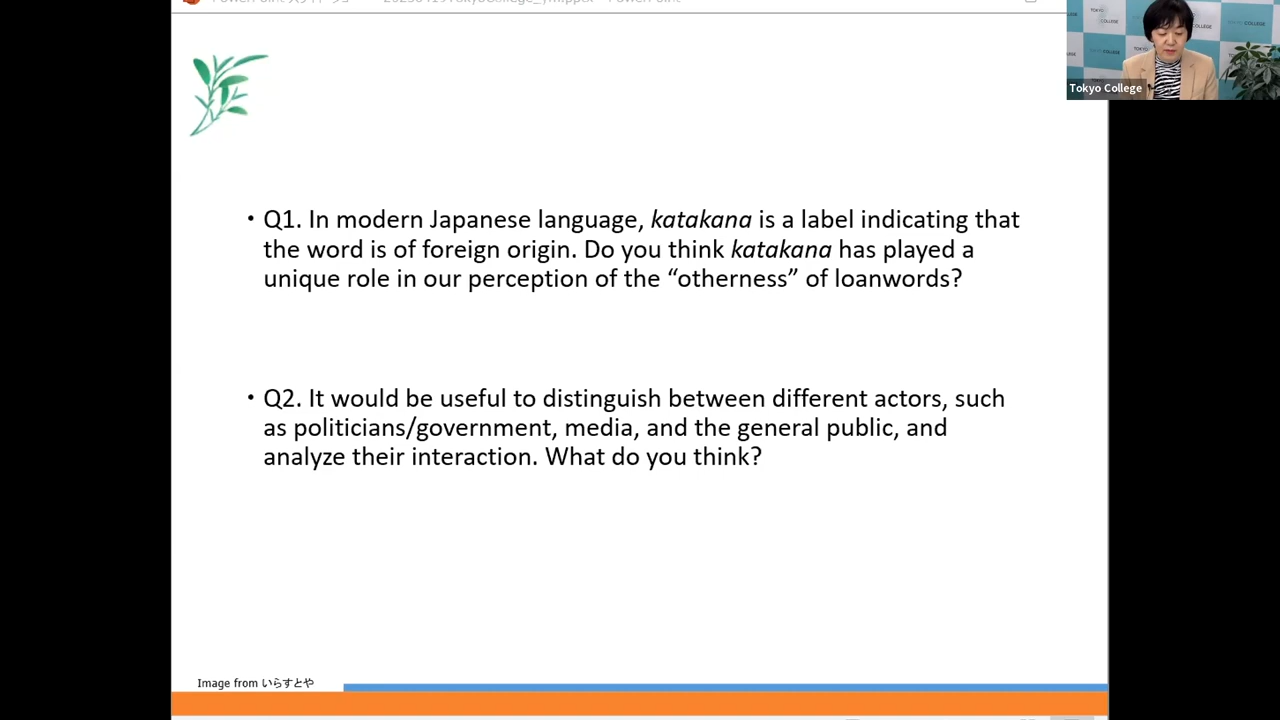 Q1. In modern Japanese language, katakana is a label indicating that
the word is of foreign origin. Do you think katakana has played a
unique role in our perception of the “otherness” of loanwords?
Q2. It would be useful to distinguish between different actors, such
as politicians/government, media, and the general public, and
analyze their interaction. What do you think?
Image from いらすとや
Tokyo College
TOKYO COLLEGE